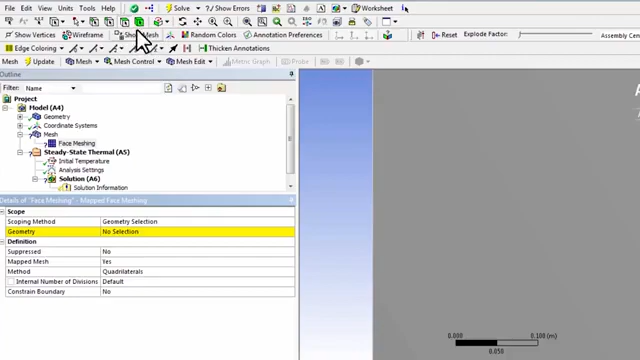 File Edit View Units Tools Help Solve Show Errors Worksheet
Show Vertices Wireframe Show Mesh Random Colors Annotation Preferences Reset Explode Factor: Assembly Cen
Edge Coloring Thicken Annotations
Mesh Update Mesh Mesh Control Mesh Edit Metric Graph Probe
Outline
Filter: Name
Project
Model (A4)
Geometry
Coordinate Systems
Mesh
Face Meshing
Steady-State Thermal (A5)
Initial Temperature
Analysis Settings
Solution (A6)
Solution Information
Details of "Face Meshing" - Mapped Face Meshing
Scope
Scoping Method Geometry Selection
Geometry No Selection
Definition
Suppressed No
Mapped Mesh Yes
Method Quadrilaterals
Internal Number of Divisions Default
Constrain Boundary No
0.000 0.100 (m)
0.050